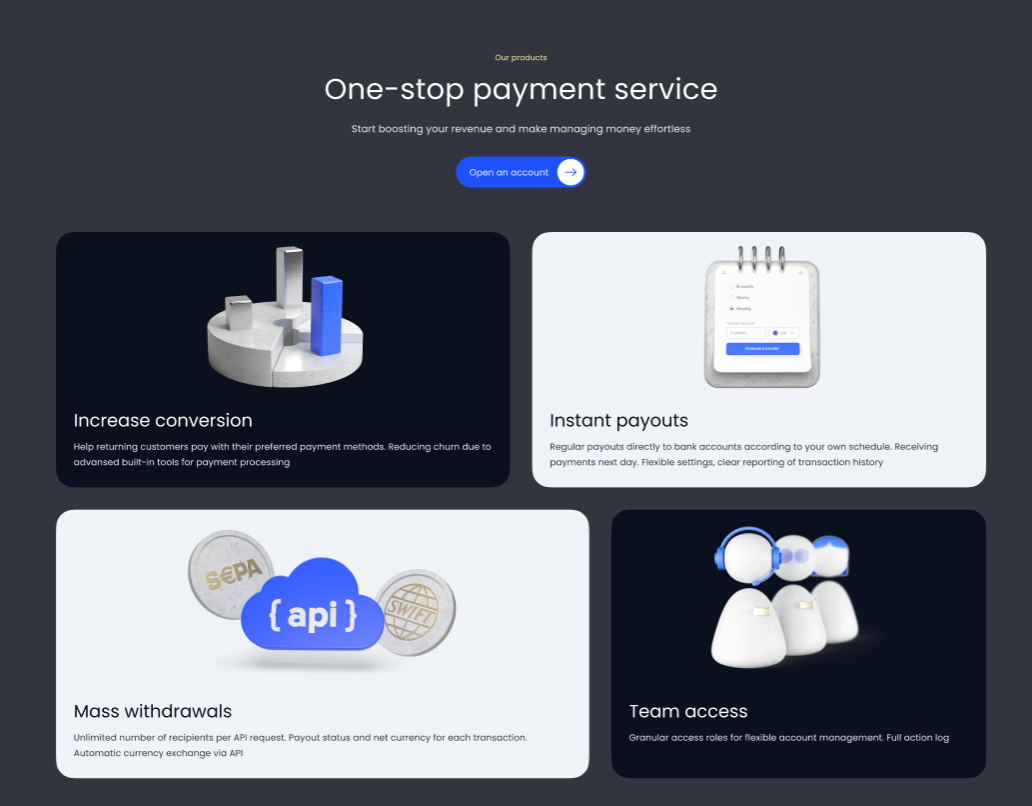 Our products
One-stop payment service
Start boosting your revenue and make managing money effortless
Open an account
Increase conversion
Help returning customers pay with their preferred payment methods. Reducing churn due to
advansed built-in tools for payment processing
Schedule a transfer
Instant payouts
Regular payouts directly to bank accounts according to your own schedule. Receiving
payments next day. Flexible settings, clear reporting of transaction history
S€PA
{ api }
SWIFT
Mass withdrawals
Unlimited number of recipients per API request. Payout status and net currency for each transaction.
Automatic currency exchange via API
Team access
Granular access roles for flexible account management. Full action log